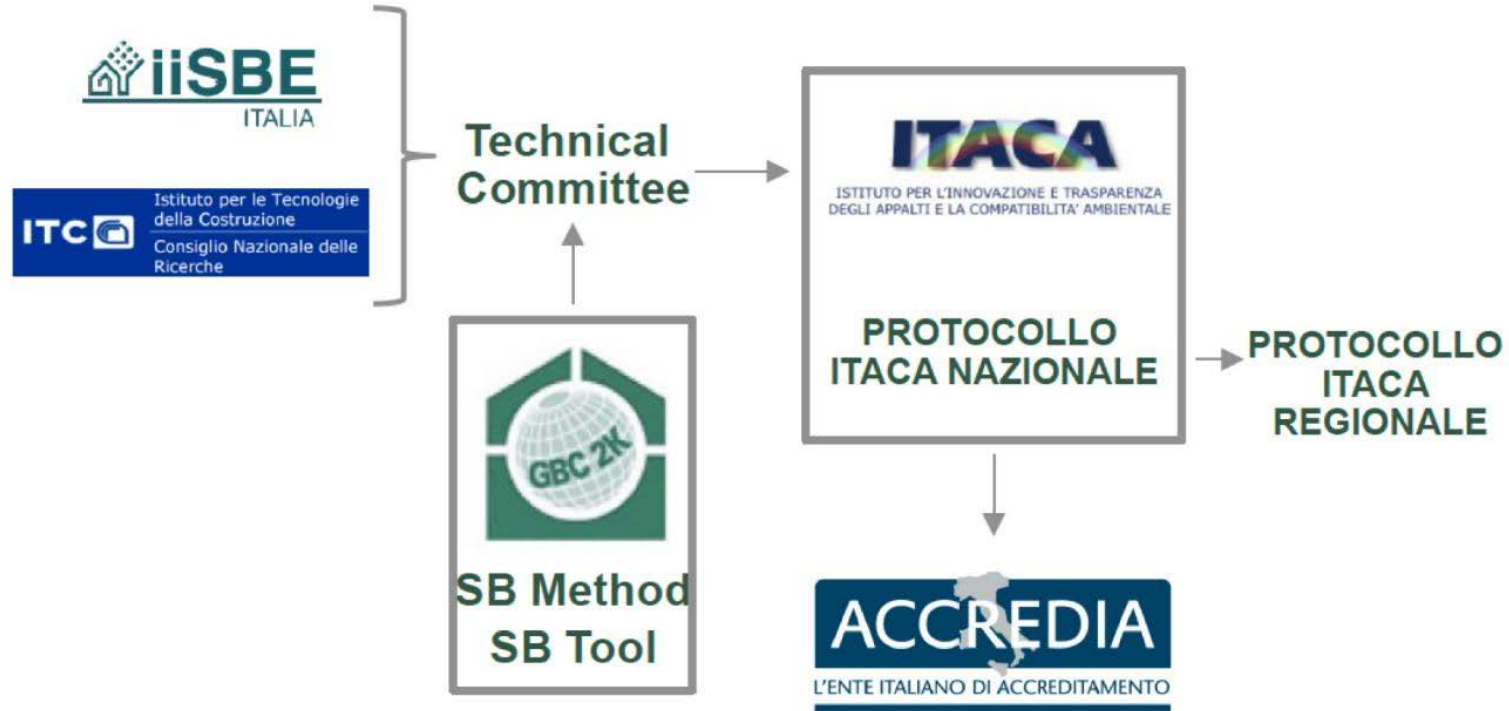 iiSBE
ITALIA
ITC
Istituto per le Tecnologie
della Costruzione
Consiglio Nazionale delle
Ricerche
Technical
Committee
GBC 2K
SB Method
SB Tool
ITACA
ISTITUTO PER L'INNOVAZIONE E TRASPARENZA
DEGLI APPALTI E LA COMPATIBILITA' AMBIENTALE
PROTOCOLLO
ITACA NAZIONALE
PROTOCOLLO
ITACA
REGIONALE
ACCREDIA
L'ENTE ITALIANO DI ACCREDITAMENTO